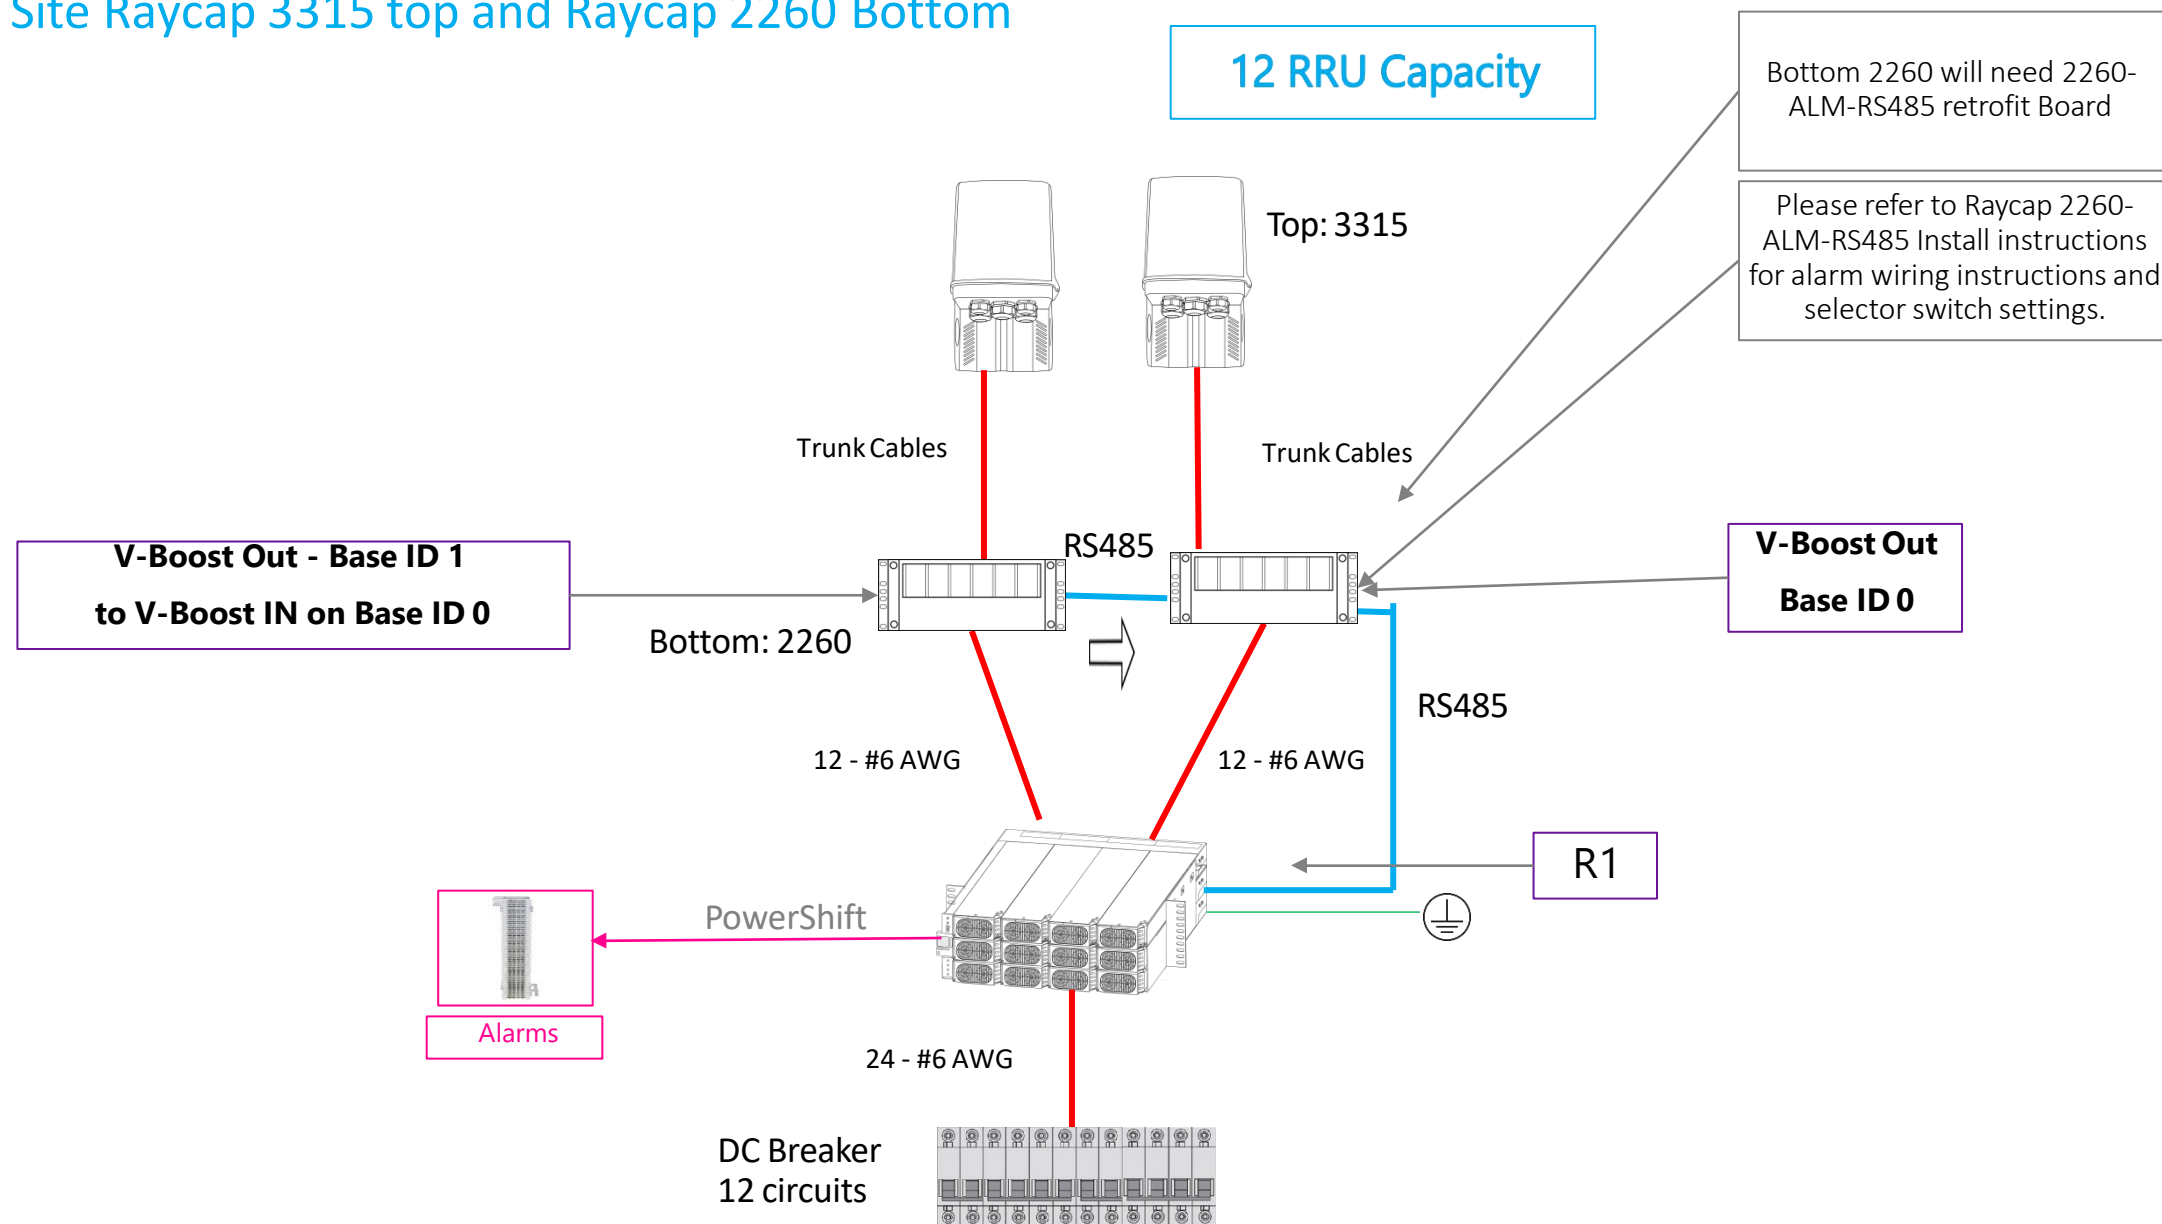 Site Raycap 3315 top and Raycap 2260 Bottom
12 RRU Capacity
Bottom 2260 will need 2260-
ALM-RS485 retrofit Board
Please refer to Raycap 2260-
ALM-RS485 Install instructions
for alarm wiring instructions and
selector switch settings.
Top: 3315
Trunk Cables
Trunk Cables
V-Boost Out - Base ID 1
to V-Boost IN on Base ID 0
RS485
V-Boost Out
Base ID 0
Bottom: 2260
RS485
12 - #6 AWG
12 - #6 AWG
R1
PowerShift
Alarms
24 - #6 AWG
DC Breaker
12 circuits